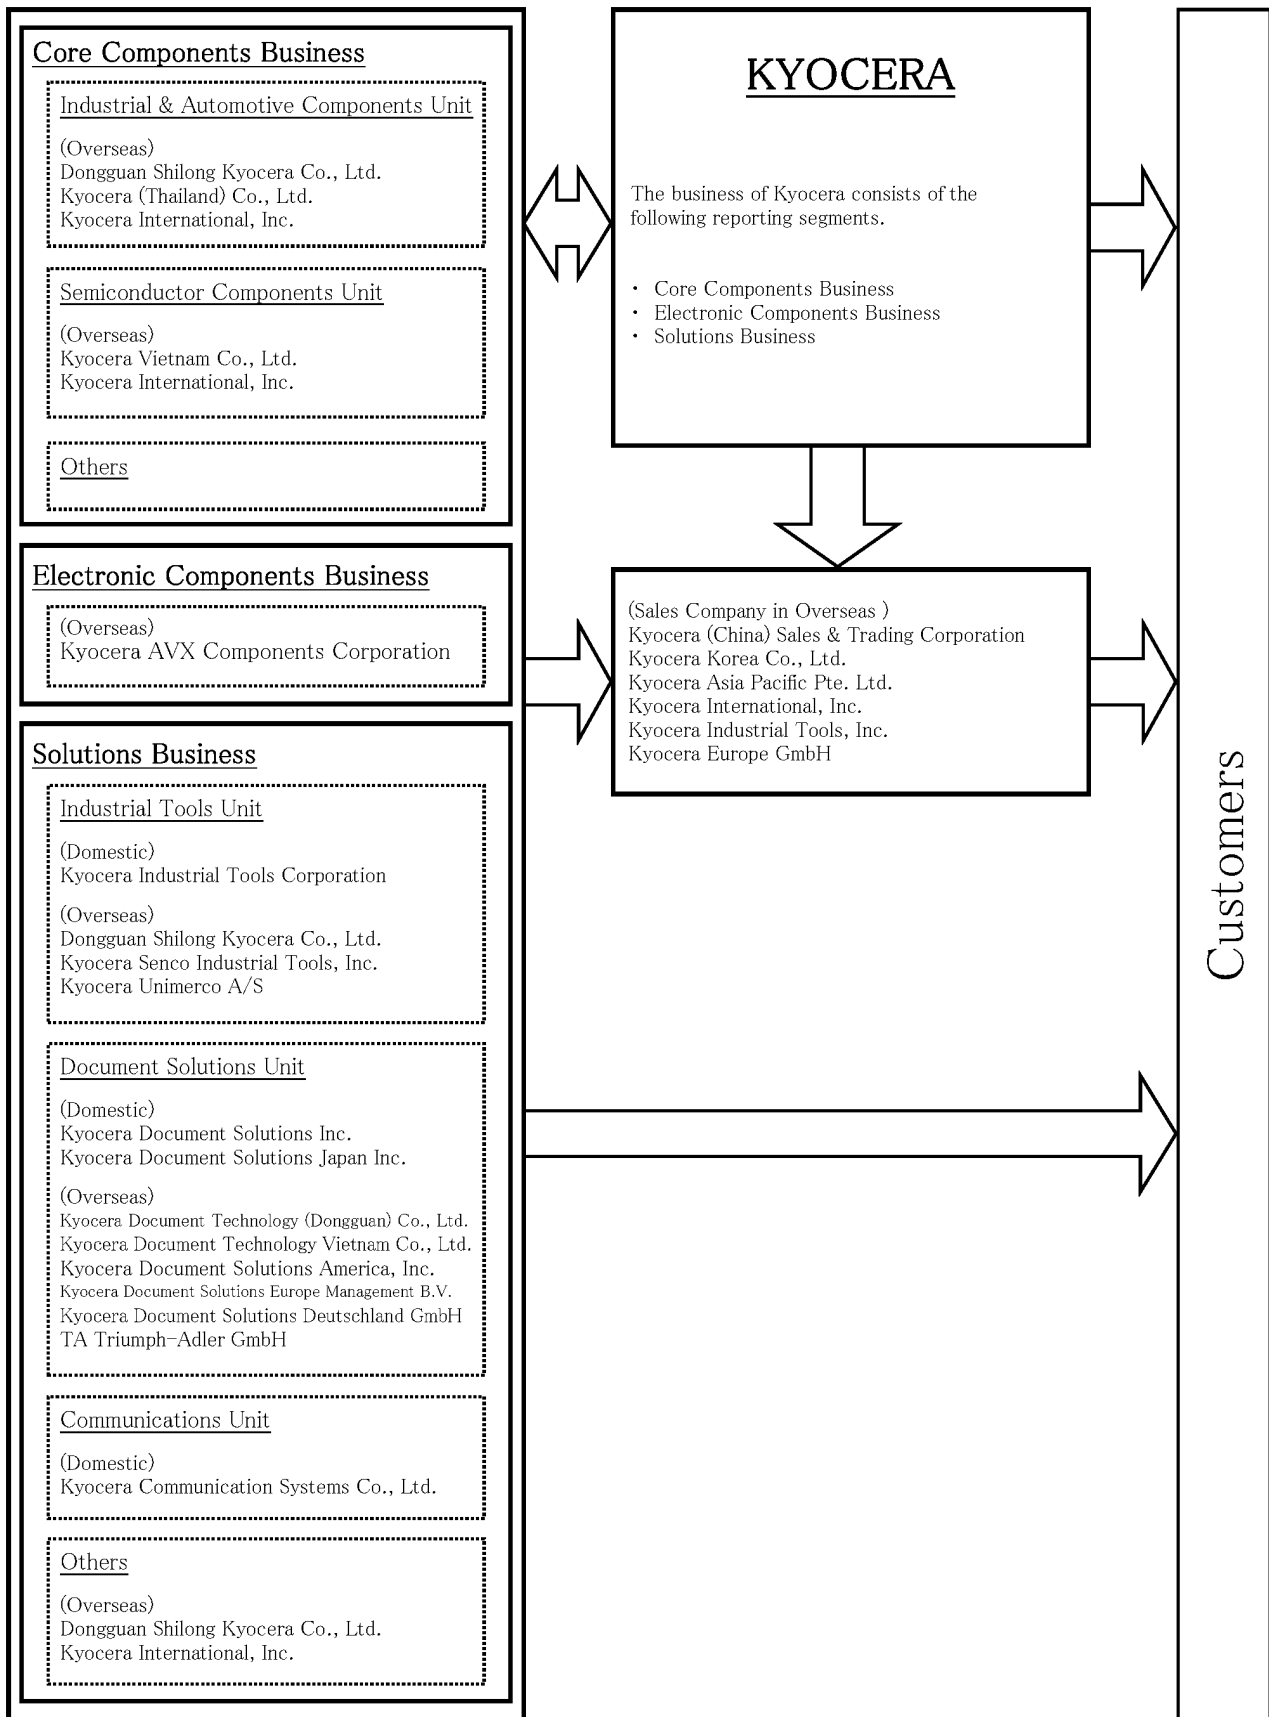 Core Components Business
Industrial & Automotive Components Unit
(Overseas)
Dongguan Shilong Kyocera Co., Ltd.
Kyocera (Thailand) Co., Ltd.
Kyocera International, Inc.
Semiconductor Components Unit
(Overseas)
Kyocera Vietnam Co., Ltd.
Kyocera International, Inc.
Others
Electronic Components Business
(Overseas)
Kyocera AVX Components Corporation
Solutions Business
Industrial Tools Unit
(Domestic)
Kyocera Industrial Tools Corporation
(Overseas)
Dongguan Shilong Kyocera Co., Ltd.
Kyocera Senco Industrial Tools, Inc.
Kyocera Unimerco A/S
Document Solutions Unit
(Domestic)
Kyocera Document Solutions Inc.
Kyocera Document Solutions Japan Inc.
(Overseas)
Kyocera Document Technology (Dongguan) Co., Ltd.
Kyocera Document Technology Vietnam Co., Ltd.
Kyocera Document Solutions America, Inc.
Kyocera Document Solutions Europe Management B.V.
Kyocera Document Solutions Deutschland GmbH
TA Triumph-Adler GmbH
Communications Unit
(Domestic)
Kyocera Communication Systems Co., Ltd.
Others
(Overseas)
Dongguan Shilong Kyocera Co., Ltd.
Kyocera International, Inc.
KYOCERA
The business of Kyocera consists of the
following reporting segments.
・ Core Components Business
・ Electronic Components Business
・ Solutions Business
(Sales Company in Overseas )
Kyocera (China) Sales & Trading Corporation
Kyocera Korea Co., Ltd.
Kyocera Asia Pacific Pte. Ltd.
Kyocera International, Inc.
Kyocera Industrial Tools, Inc.
Kyocera Europe GmbH
Customers